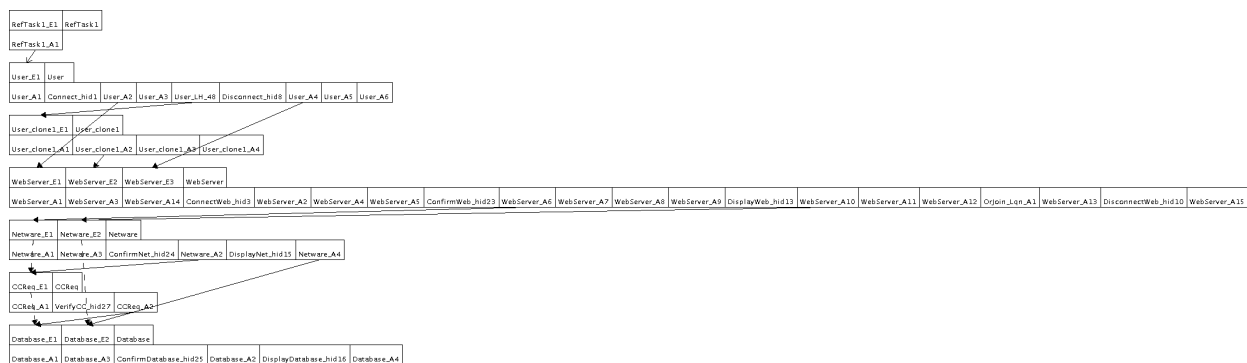 RefTask1_E1 RefTask1
RefTask1_A1
User_E1 User
User_A1 Connect_hid1 User_A2 User_A3 User_LH_48 Disconnect_hid8 User_A4 User_A5 User_A6
User_clone1_E1 User_clone1
User_clone1_A1 User_clone1_A2 User_clone1_A3 User_clone1_A4
WebServer_E1 WebServer_E2 WebServer_E3 WebServer
WebServer_A1 WebServer_A3 WebServer_A14 ConnectWeb_hid3 WebServer_A2 WebServer_A4 WebServer_A5 ConfirmWeb_hid23 WebServer_A6 WebServer_A7 WebServer_A8 WebServer_A9 DisplayWeb_hid13 WebServer_A10 WebServer_A11 WebServer_A12 OrJoin_Lqn_A1 WebServer_A13 DisconnectWeb_hid10 WebServer_A15
Netware_E1 Netware_E2 Netware
Netware_A1 Netware_A3 ConfirmNet_hid24 Netware_A2 DisplayNet_hid15 Netware_A4
CCReq_E1 CCReq
CCReq_A1 VerifyCC_hid27 CCReq_A2
Database_E1 Database_E2 Database
Database_A1 Database_A3 ConfirmDatabase_hid25 Database_A2 DisplayDatabase_hid16 Database_A4